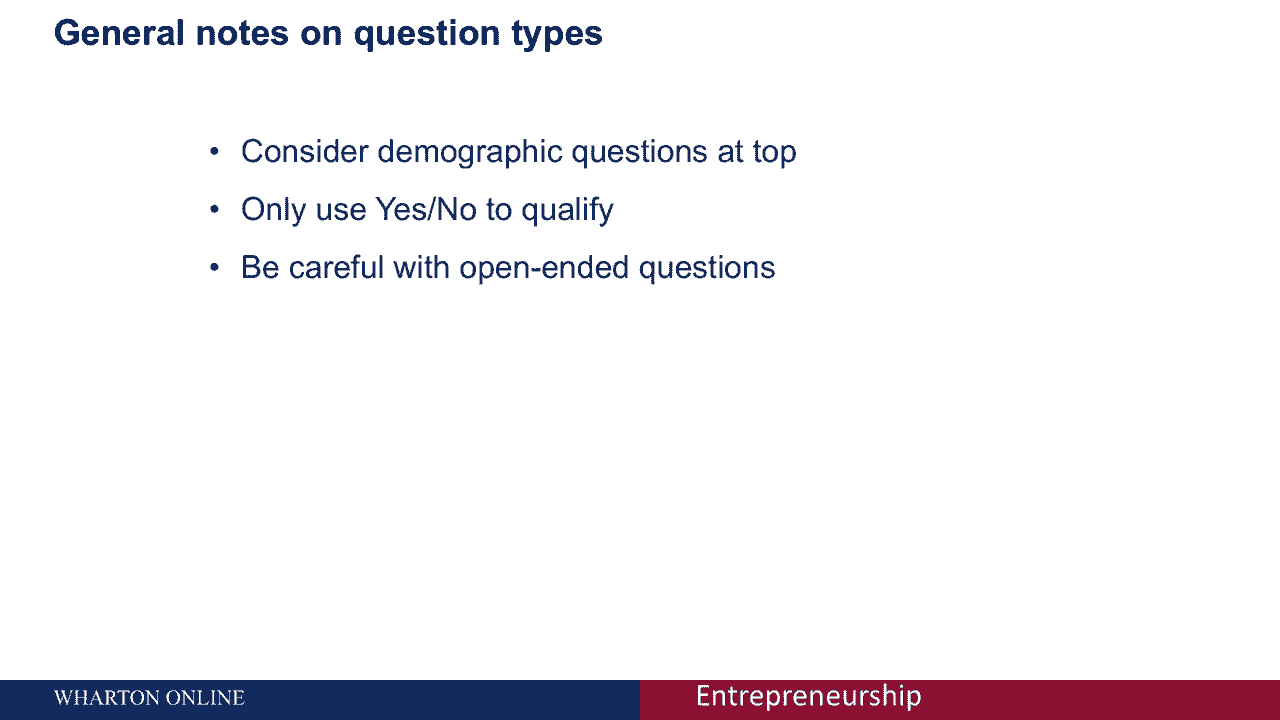 General notes on question types
• Consider demographic questions at top
• Only use Yes/No to qualify
• Be careful with open-ended questions
WHARTON ONLINE
Entrepreneurship